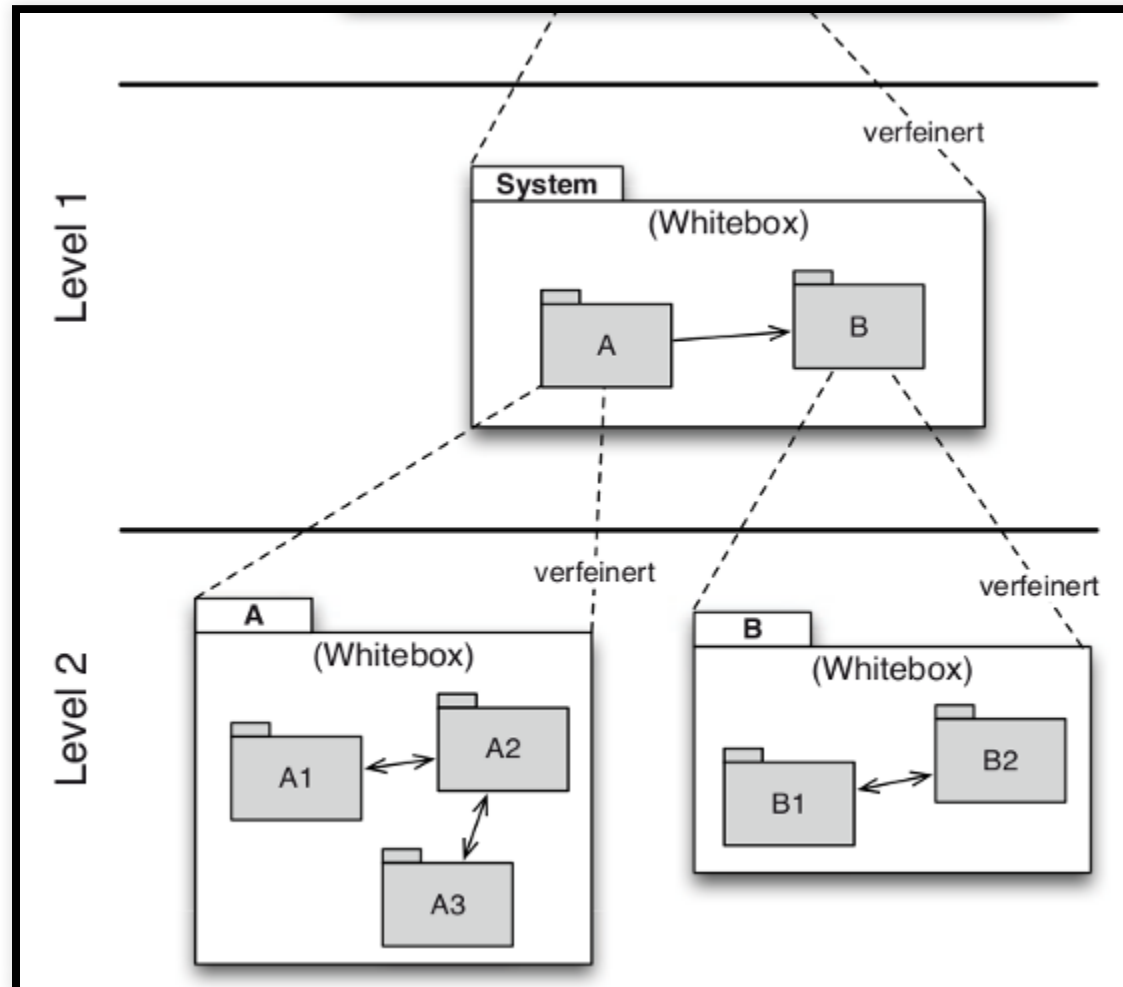 Level 1
verfeinert
System
(Whitebox)
A
B
Level 2
verfeinert
verfeinert
A
(Whitebox)
A1
A2
A3
B
(Whitebox)
B1
B2